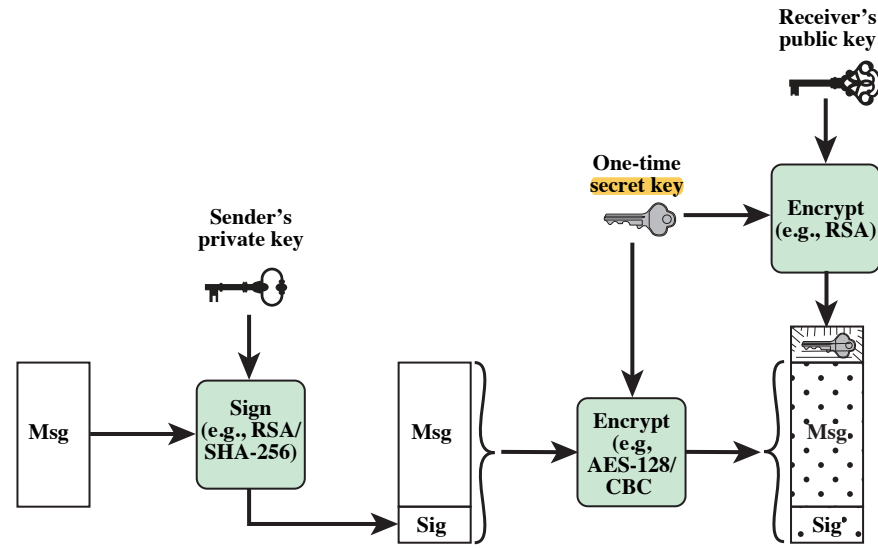 Receiver's
public key
One-time
secret key
Encrypt
(e.g., RSA)
Sender's
private key
Msg
Sign
(e.g., RSA/
SHA-256)
Msg
Sig
Encrypt
(e.g,
AES-128/
CBC
Msg
Sig